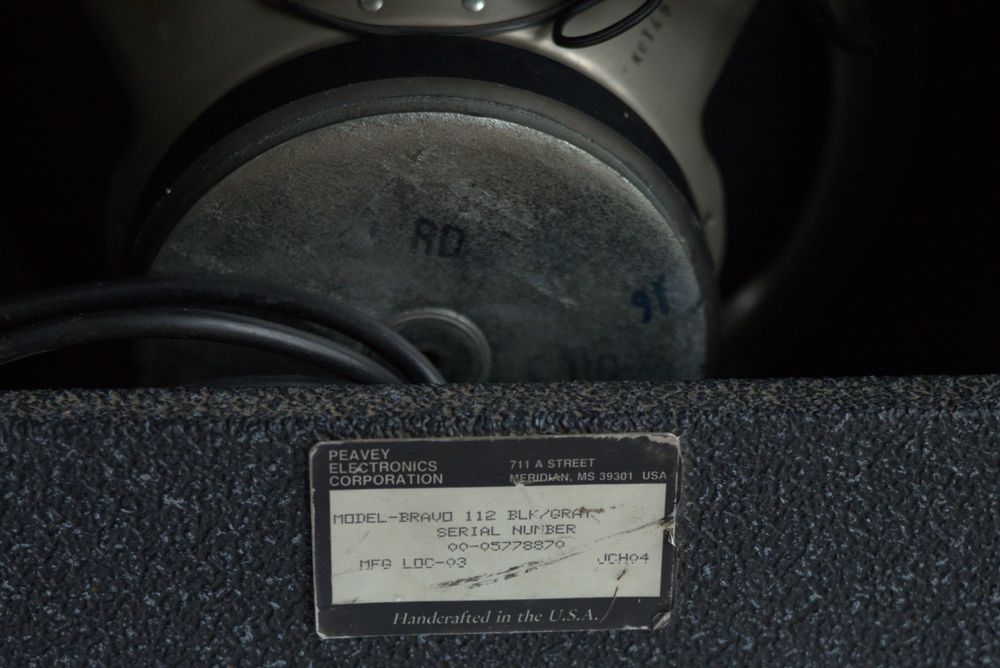 RD
PEAVEY
ELECTRONICS
CORPORATION
711 A STREET
MERIDIAN, MS 39301 USA
MODEL-BRAVO 112 BLK/GRAY
SERIAL NUMBER
00-05778870
MFG LOC-03 JCH04
Handcrafted in the U.S.A.